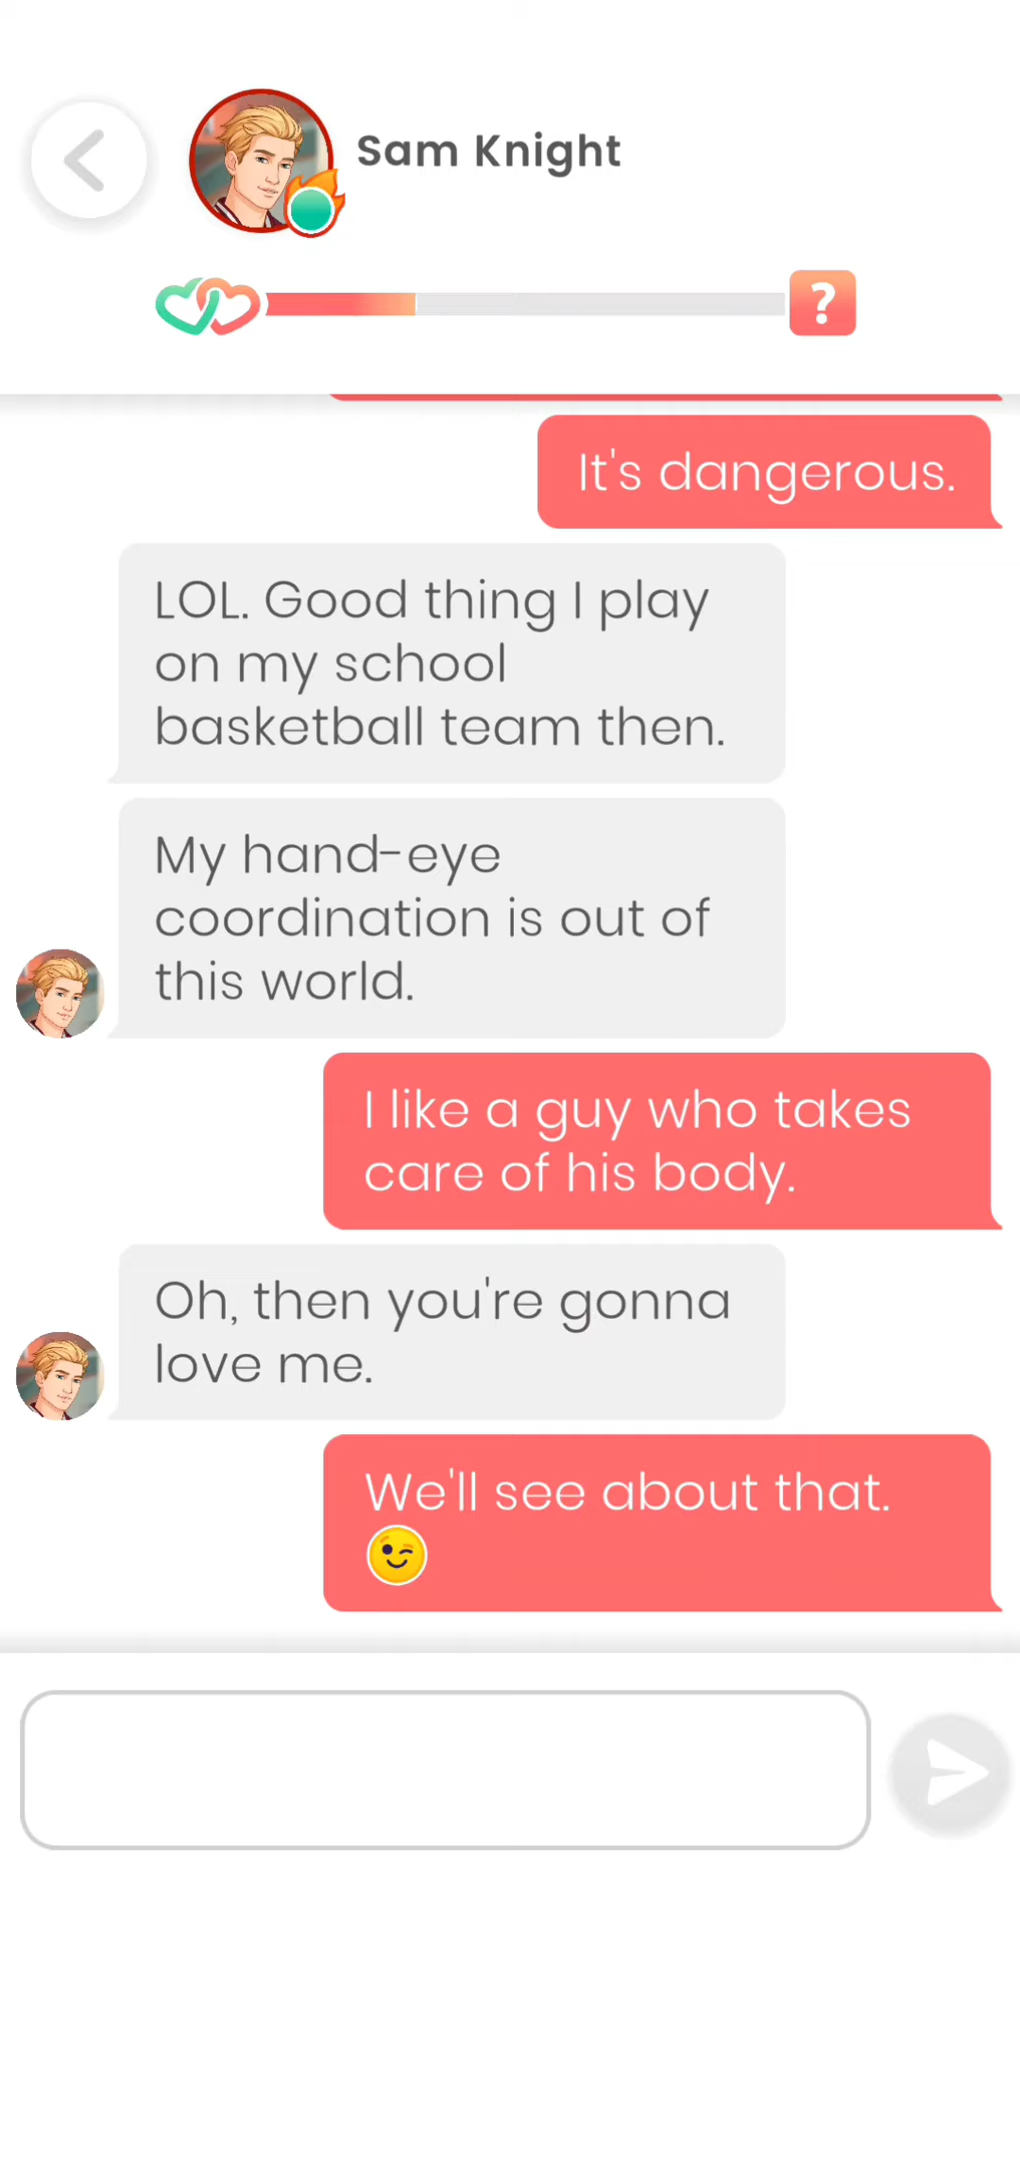 Sam Knight
?
It's dangerous.
LOL. Good thing I play
on my school
basketball team then.
My hand-eye
coordination is out of
this world.
I like a guy who takes
care of his body.
Oh, then you're gonna
love me.
We'll see about that.
😉